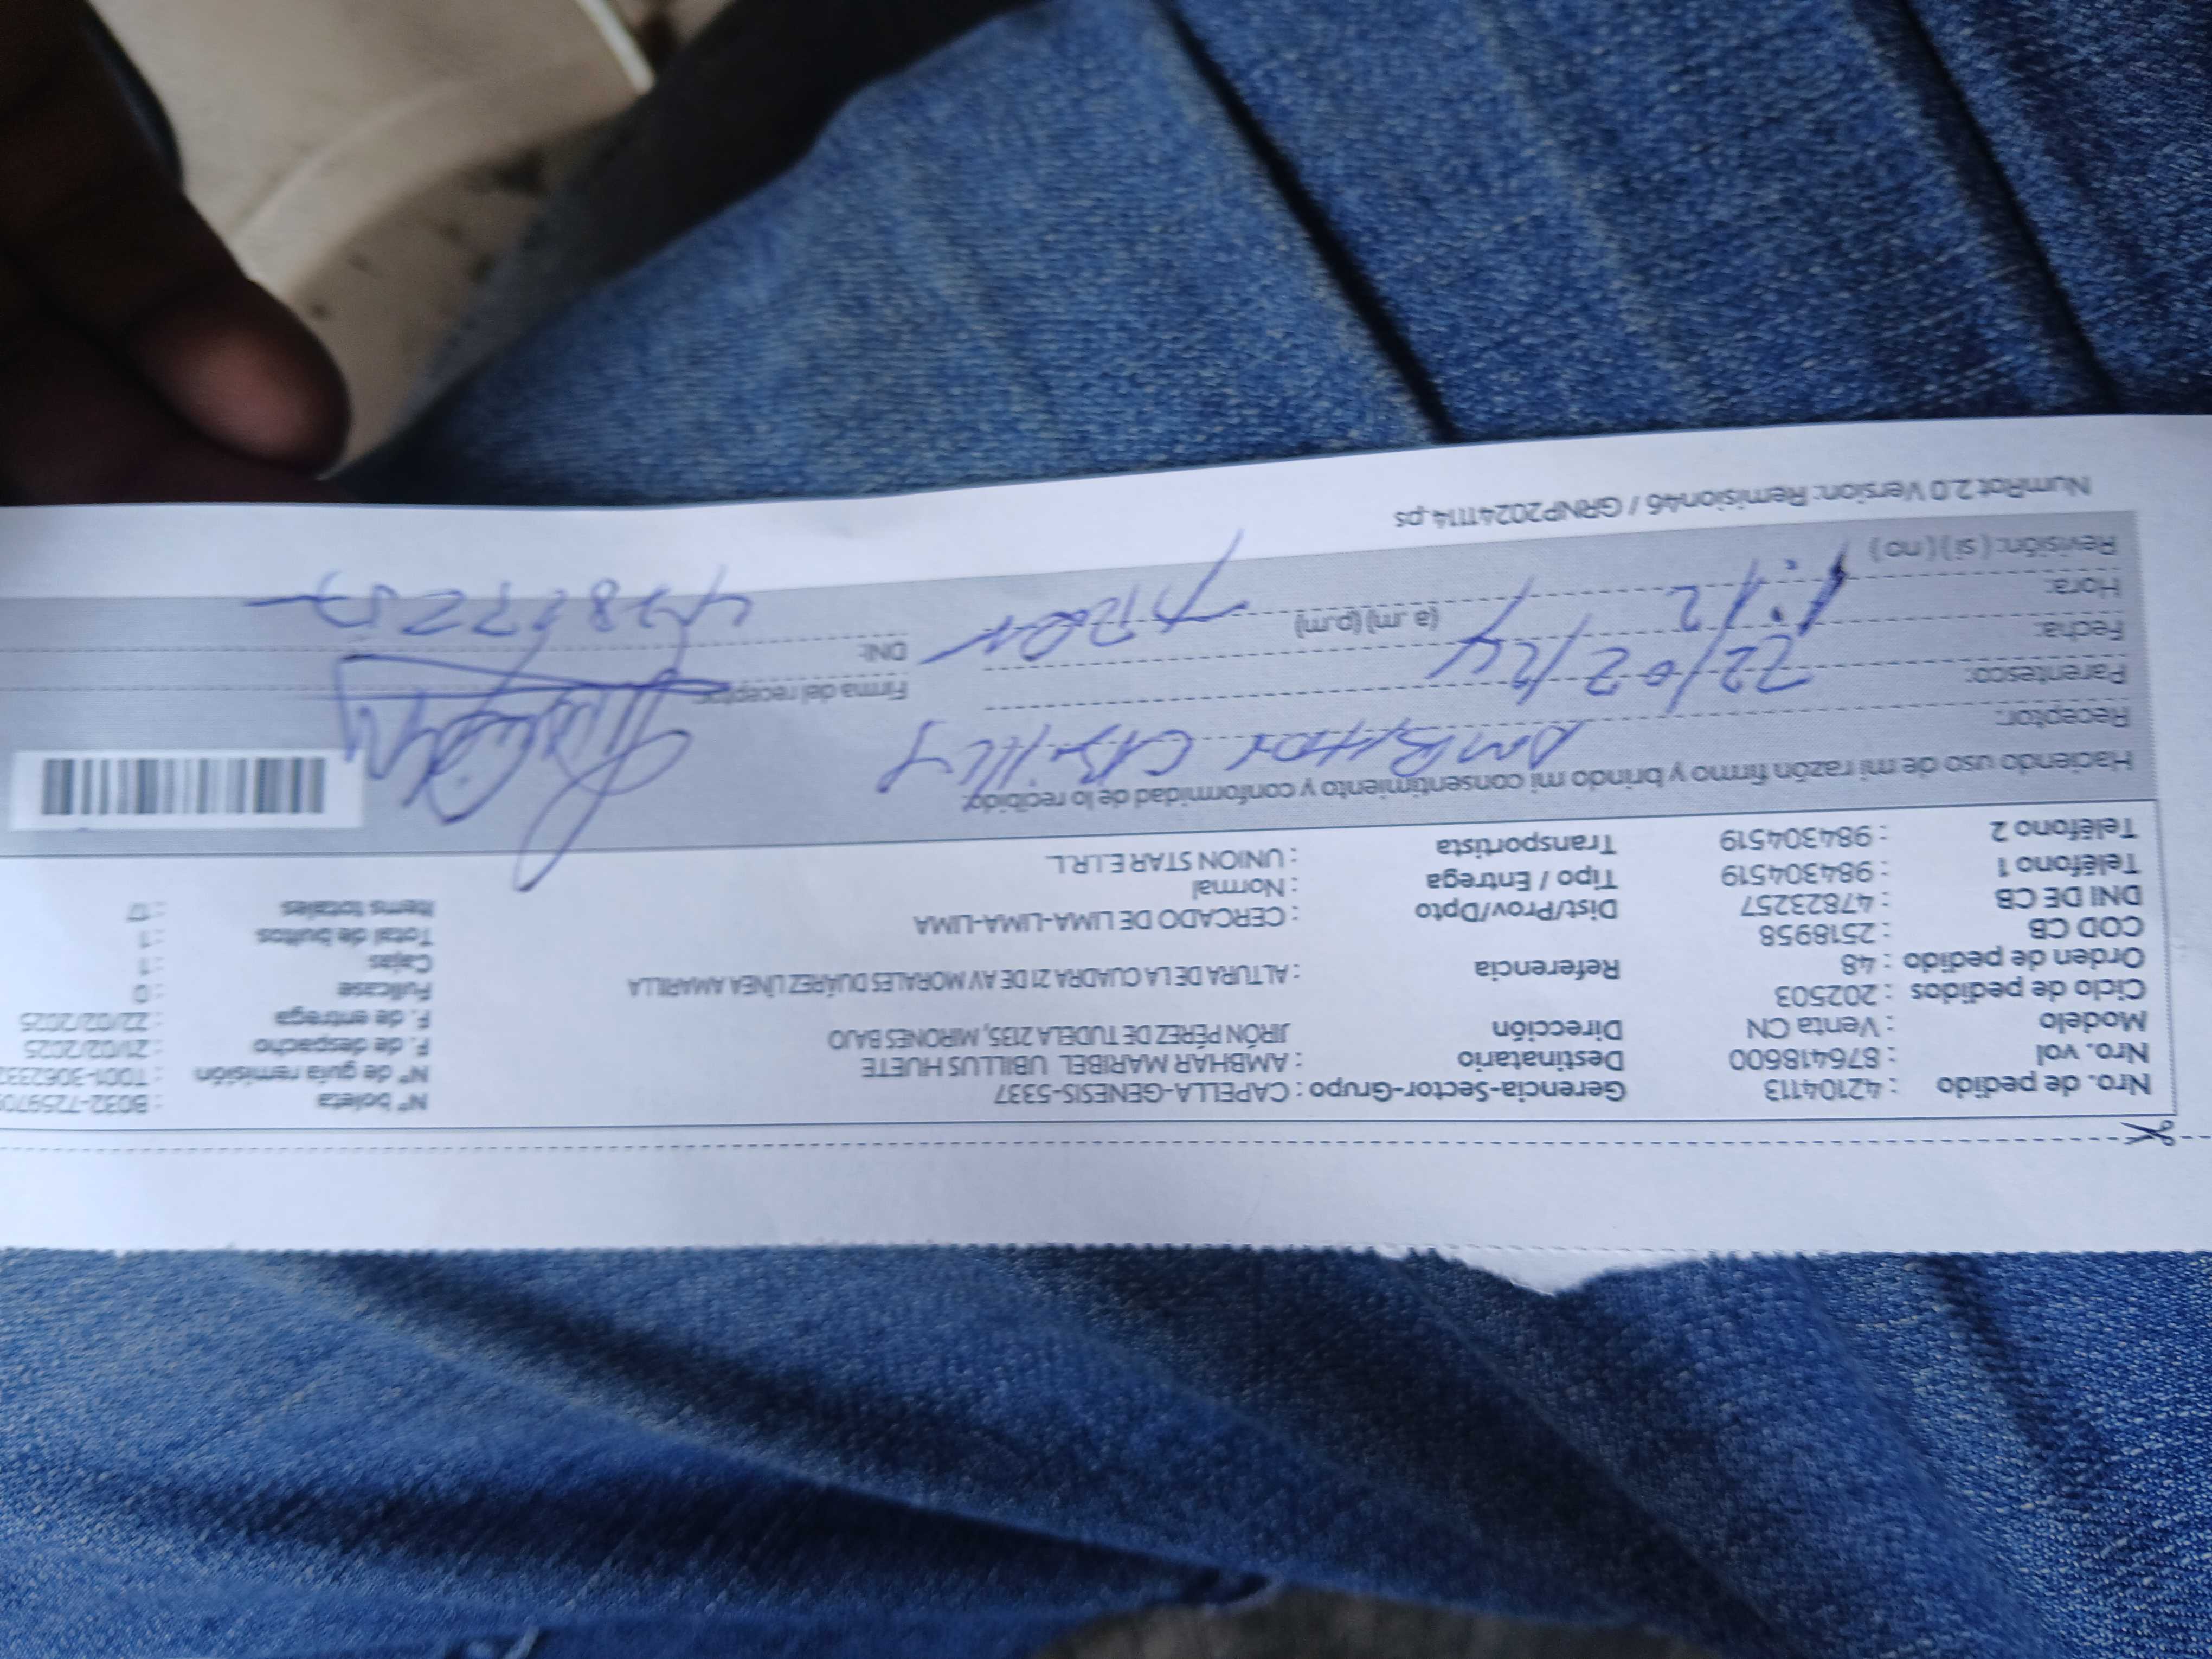 Nro. de pedido : 42104113 Gerencia-Sector-Grupo : CAPELLA-GENESIS-5337 N° boleta
Nro. vol : 876418600 Destinatario : AMBHAR MARIBEL UBILLUS HUETE N° de guía remisión
Modelo : Venta CN Dirección JIRÓN PÉREZ DE TUDELA 2135, MIRONES BAJO F. de despacho : 21/02/2025
Ciclo de pedidos : 202503 F. de entrega : 22/02/2025
Orden de pedido : 48 Referencia : ALTURA DE LA CUADRA 21 DE AV MORALES DUÁREZ LÍNEA AMARILLA Fullcase : 0
COD CB : 2518958 Cajas : 1
DNI DE CB : 47823257 Dist/Prov/Dpto : CERCADO DE LIMA-LIMA-LIMA Total de bultos : 1
Teléfono 1 : 984304519 Tipo / Entrega : Normal Items totales : 17
Teléfono 2 : 984304519 Transportista : UNION STAR E.I.R.L.
Haciendo uso de mi razón firmo y brindo mi consentimiento y conformidad de lo recibido:
Receptor:
Parentesco: Firma del receptor:
Fecha: 22/02/24 DNI: 47823257
Hora: 1:12 (a.m) (p.m)
Revisión: ( si ) ( no )
NumRot 2.0 Version: Remision46 / GRNP20241114.ps